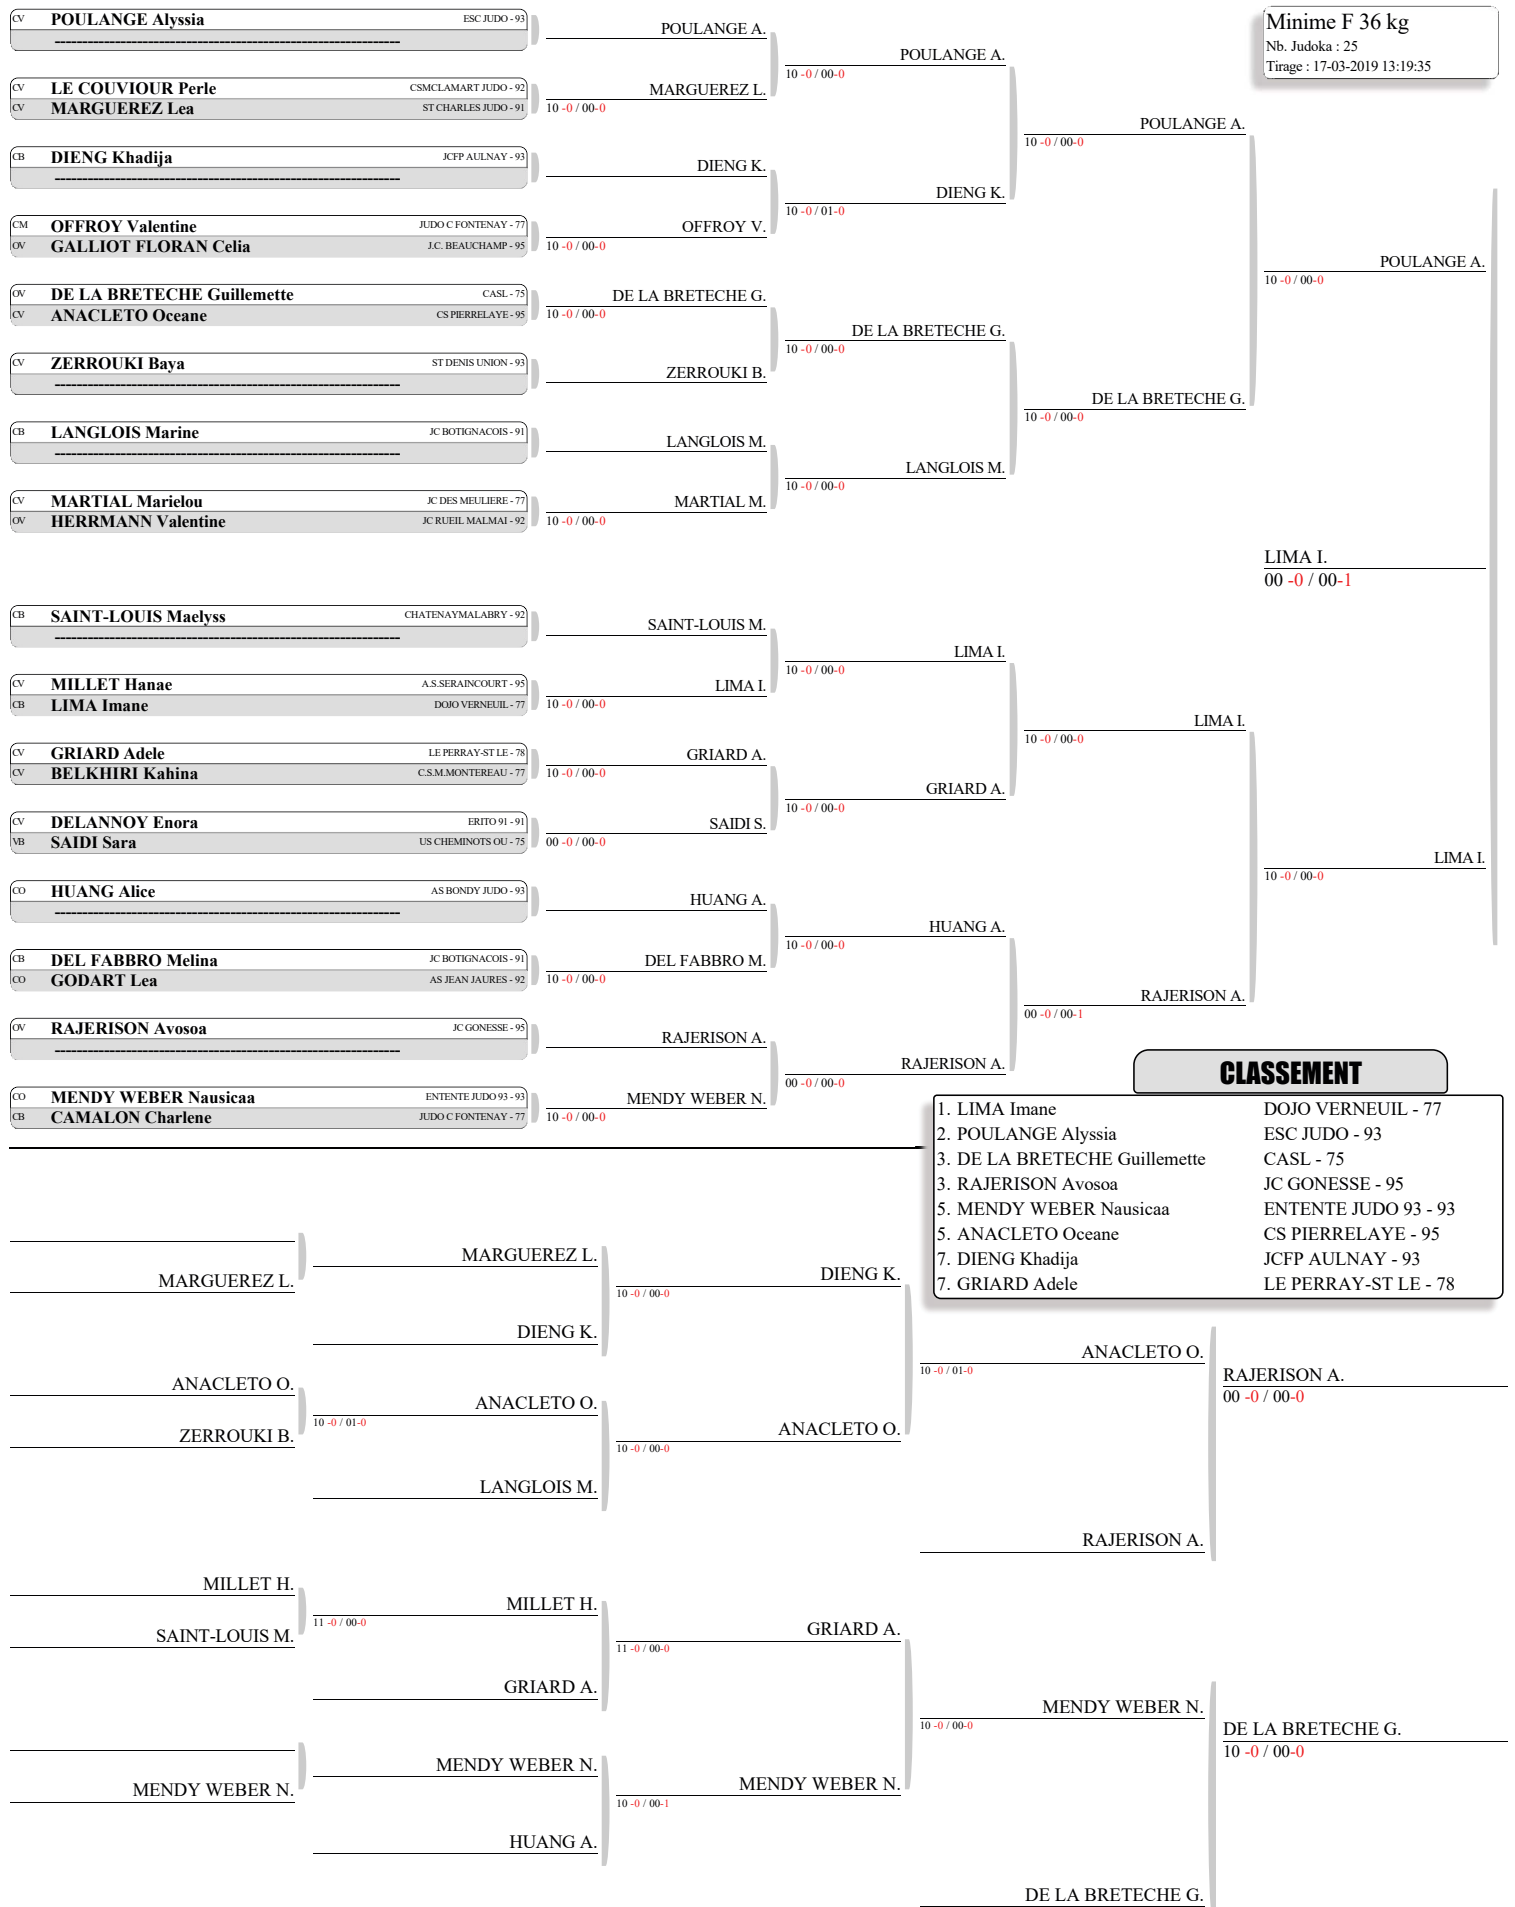 Minime F 36 kg
Nb. Judoka : 25
Tirage : 17-03-2019 13:19:35
CV POULANGE Alyssia ESC JUDO - 93
----------------------------------------------------------------
CV LE COUVIOUR Perle CSMCLAMART JUDO - 92
CV MARGUEREZ Lea ST CHARLES JUDO - 91
CB DIENG Khadija JCFP AULNAY - 93
----------------------------------------------------------------
CM OFFROY Valentine JUDO C FONTENAY - 77
OV GALLIOT FLORAN Celia J.C. BEAUCHAMP - 95
OV DE LA BRETECHE Guillemette CASL - 75
CV ANACLETO Oceane CS PIERRELAYE - 95
CV ZERROUKI Baya ST DENIS UNION - 93
----------------------------------------------------------------
CB LANGLOIS Marine JC BOTIGNACOIS - 91
----------------------------------------------------------------
CV MARTIAL Marielou JC DES MEULIERE - 77
OV HERRMANN Valentine JC RUEIL MALMAI - 92
CB SAINT-LOUIS Maelyss CHATENAYMALABRY - 92
----------------------------------------------------------------
CV MILLET Hanae A.S.SERAINCOURT - 95
CB LIMA Imane DOJO VERNEUIL - 77
CV GRIARD Adele LE PERRAY-ST LE - 78
CV BELKHIRI Kahina C.S.M.MONTEREAU - 77
CV DELANNOY Enora ERITO 91 - 91
VB SAIDI Sara US CHEMINOTS OU - 75
CO HUANG Alice AS BONDY JUDO - 93
----------------------------------------------------------------
CB DEL FABBRO Melina JC BOTIGNACOIS - 91
CO GODART Lea AS JEAN JAURES - 92
OV RAJERISON Avosoa JC GONESSE - 95
----------------------------------------------------------------
CO MENDY WEBER Nausicaa ENTENTE JUDO 93 - 93
CB CAMALON Charlene JUDO C FONTENAY - 77
POULANGE A.
MARGUEREZ L.
10 -0 / 00-0
DIENG K.
OFFROY V.
10 -0 / 00-0
DE LA BRETECHE G.
10 -0 / 00-0
ZERROUKI B.
LANGLOIS M.
MARTIAL M.
10 -0 / 00-0
SAINT-LOUIS M.
LIMA I.
10 -0 / 00-0
GRIARD A.
10 -0 / 00-0
SAIDI S.
00 -0 / 00-0
HUANG A.
DEL FABBRO M.
10 -0 / 00-0
RAJERISON A.
MENDY WEBER N.
10 -0 / 00-0
POULANGE A.
10 -0 / 00-0
DIENG K.
10 -0 / 01-0
DE LA BRETECHE G.
10 -0 / 00-0
LANGLOIS M.
10 -0 / 00-0
LIMA I.
10 -0 / 00-0
GRIARD A.
10 -0 / 00-0
HUANG A.
10 -0 / 00-0
RAJERISON A.
00 -0 / 00-0
POULANGE A.
10 -0 / 00-0
DE LA BRETECHE G.
10 -0 / 00-0
LIMA I.
10 -0 / 00-0
RAJERISON A.
00 -0 / 00-1
POULANGE A.
10 -0 / 00-0
LIMA I.
10 -0 / 00-0
LIMA I.
00 -0 / 00-1
CLASSEMENT
1. LIMA Imane DOJO VERNEUIL - 77
2. POULANGE Alyssia ESC JUDO - 93
3. DE LA BRETECHE Guillemette CASL - 75
3. RAJERISON Avosoa JC GONESSE - 95
5. MENDY WEBER Nausicaa ENTENTE JUDO 93 - 93
5. ANACLETO Oceane CS PIERRELAYE - 95
7. DIENG Khadija JCFP AULNAY - 93
7. GRIARD Adele LE PERRAY-ST LE - 78
MARGUEREZ L.
ANACLETO O.
ZERROUKI B.
MILLET H.
SAINT-LOUIS M.
MENDY WEBER N.
MARGUEREZ L.
DIENG K.
ANACLETO O.
10 -0 / 01-0
LANGLOIS M.
MILLET H.
11 -0 / 00-0
GRIARD A.
MENDY WEBER N.
HUANG A.
DIENG K.
10 -0 / 00-0
ANACLETO O.
10 -0 / 00-0
GRIARD A.
11 -0 / 00-0
MENDY WEBER N.
10 -0 / 00-1
ANACLETO O.
10 -0 / 01-0
RAJERISON A.
MENDY WEBER N.
10 -0 / 00-0
DE LA BRETECHE G.
RAJERISON A.
00 -0 / 00-0
DE LA BRETECHE G.
10 -0 / 00-0